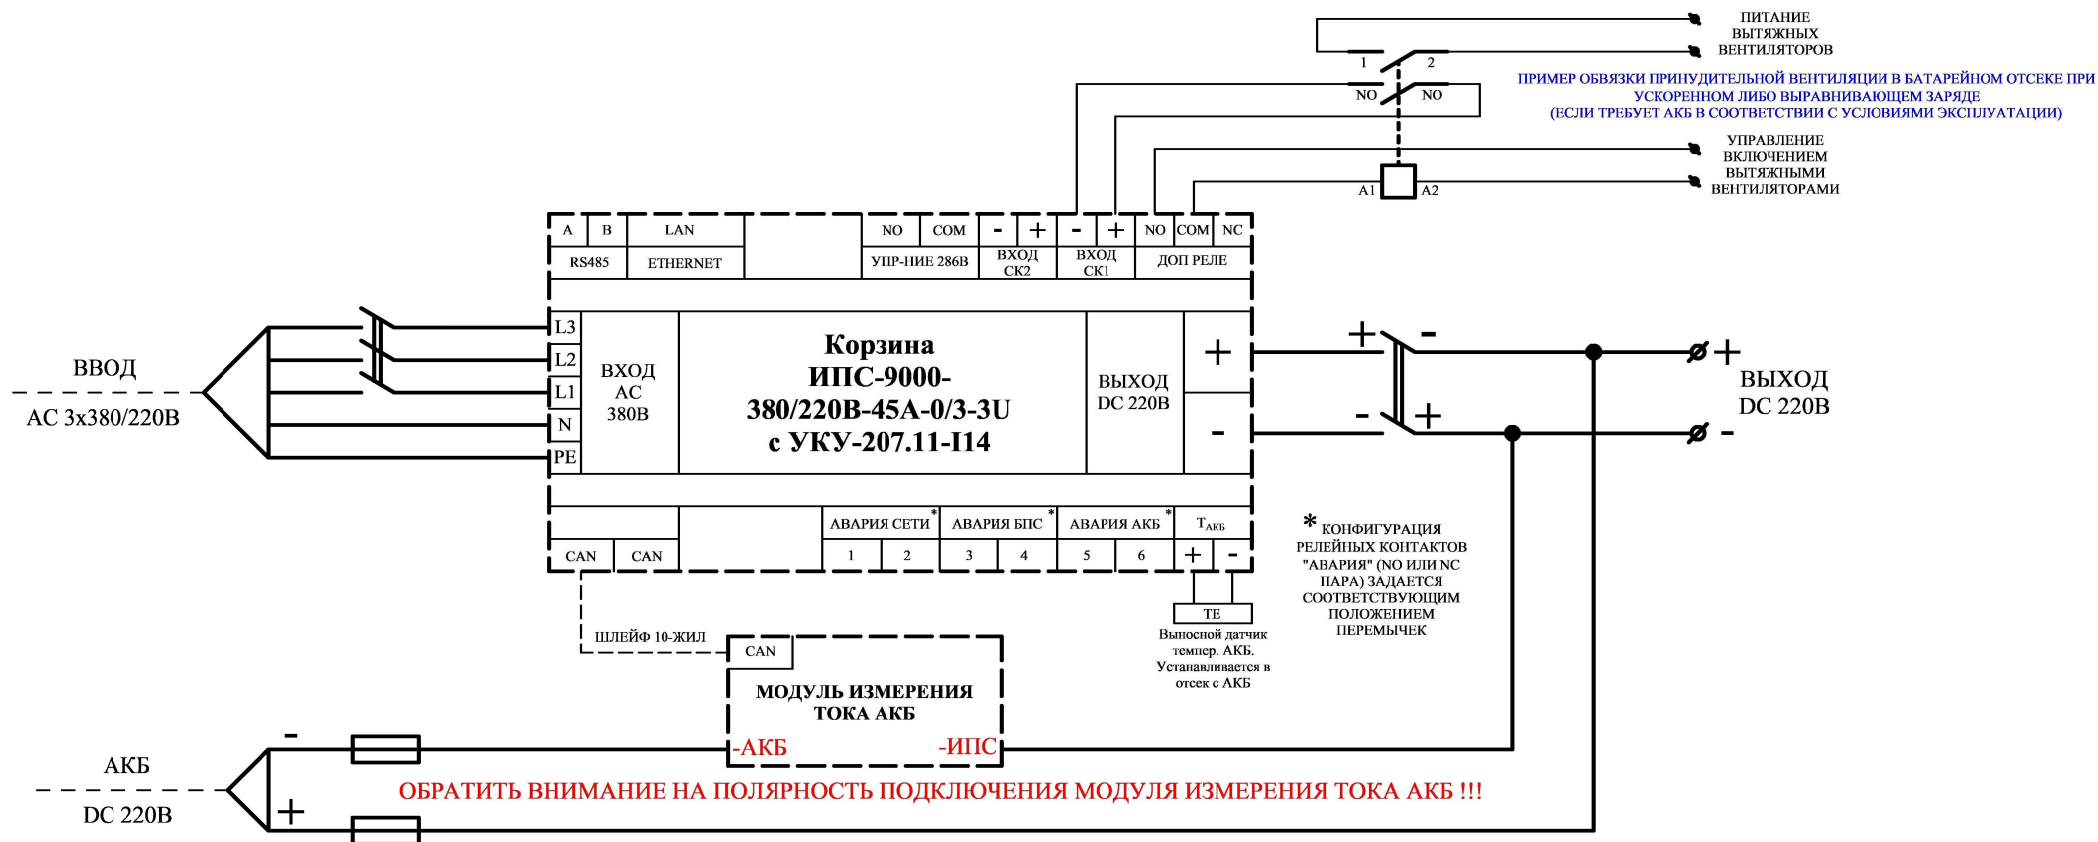 ПИТАНИЕ
ВЫТЯЖНЫХ
ВЕНТИЛЯТОРОВ
1 2
NO NO
ПРИМЕР ОБВЯЗКИ ПРИНУДИТЕЛЬНОЙ ВЕНТИЛЯЦИИ В БАТАРЕЙНОМ ОТСЕКЕ ПРИ
УСКОРЕННОМ ЛИБО ВЫРАВНИВАЮЩЕМ ЗАРЯДЕ
(ЕСЛИ ТРЕБУЕТ АКБ В СООТВЕТСТВИИ С УСЛОВИЯМИ ЭКСПЛУАТАЦИИ)
УПРАВЛЕНИЕ
ВКЛЮЧЕНИЕМ
ВЫТЯЖНЫМИ
ВЕНТИЛЯТОРАМИ
A1 A2
A B LAN NO COM - + - + NO COM NC
RS485 ETHERNET УПР-НИЕ 286В ВХОД СК2 ВХОД СК1 ДОП РЕЛЕ
ВВОД
АС 3х380/220В
L3
L2
L1
N
PE
ВХОД
АС
380В
Корзина
ИПС-9000-
380/220В-45А-0/3-3U
с УКУ-207.11-I14
ВЫХОД
DC 220В
+
-
+ -
- +
+
-
ВЫХОД
DC 220В
АВАРИЯ СЕТИ* АВАРИЯ БПС* АВАРИЯ АКБ* TАКБ
CAN CAN 1 2 3 4 5 6 + -
* КОНФИГУРАЦИЯ
РЕЛЕЙНЫХ КОНТАКТОВ
"АВАРИЯ" (NO ИЛИ NC
ПАРА) ЗАДАЕТСЯ
СООТВЕТСТВУЮЩИМ
ПОЛОЖЕНИЕМ
ПЕРЕМЫЧЕК
TE
Выносной датчик
темпер. АКБ.
Устанавливается в
отсек с АКБ
ШЛЕЙФ 10-ЖИЛ
CAN
МОДУЛЬ ИЗМЕРЕНИЯ
ТОКА АКБ
-АКБ -ИПС
АКБ
DC 220В
-
+
ОБРАТИТЬ ВНИМАНИЕ НА ПОЛЯРНОСТЬ ПОДКЛЮЧЕНИЯ МОДУЛЯ ИЗМЕРЕНИЯ ТОКА АКБ !!!